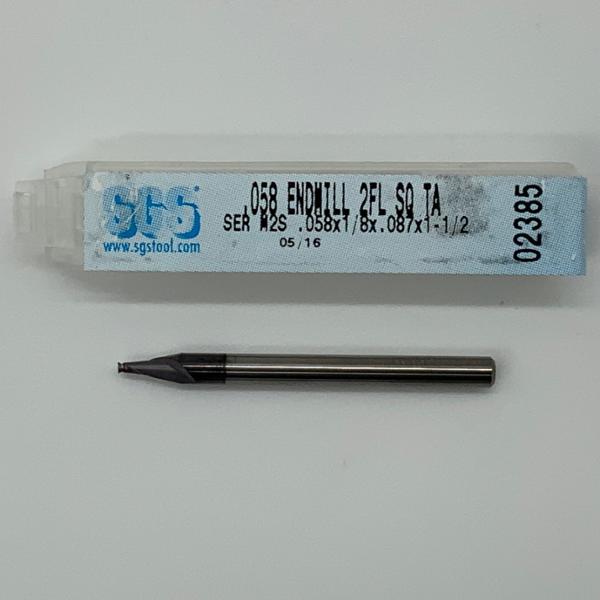 SGS®
www.sgstool.com
.058 ENDMILL 2FL SQ TA
SER M2S .058x1/8x.087x1-1/2
05/16
02385